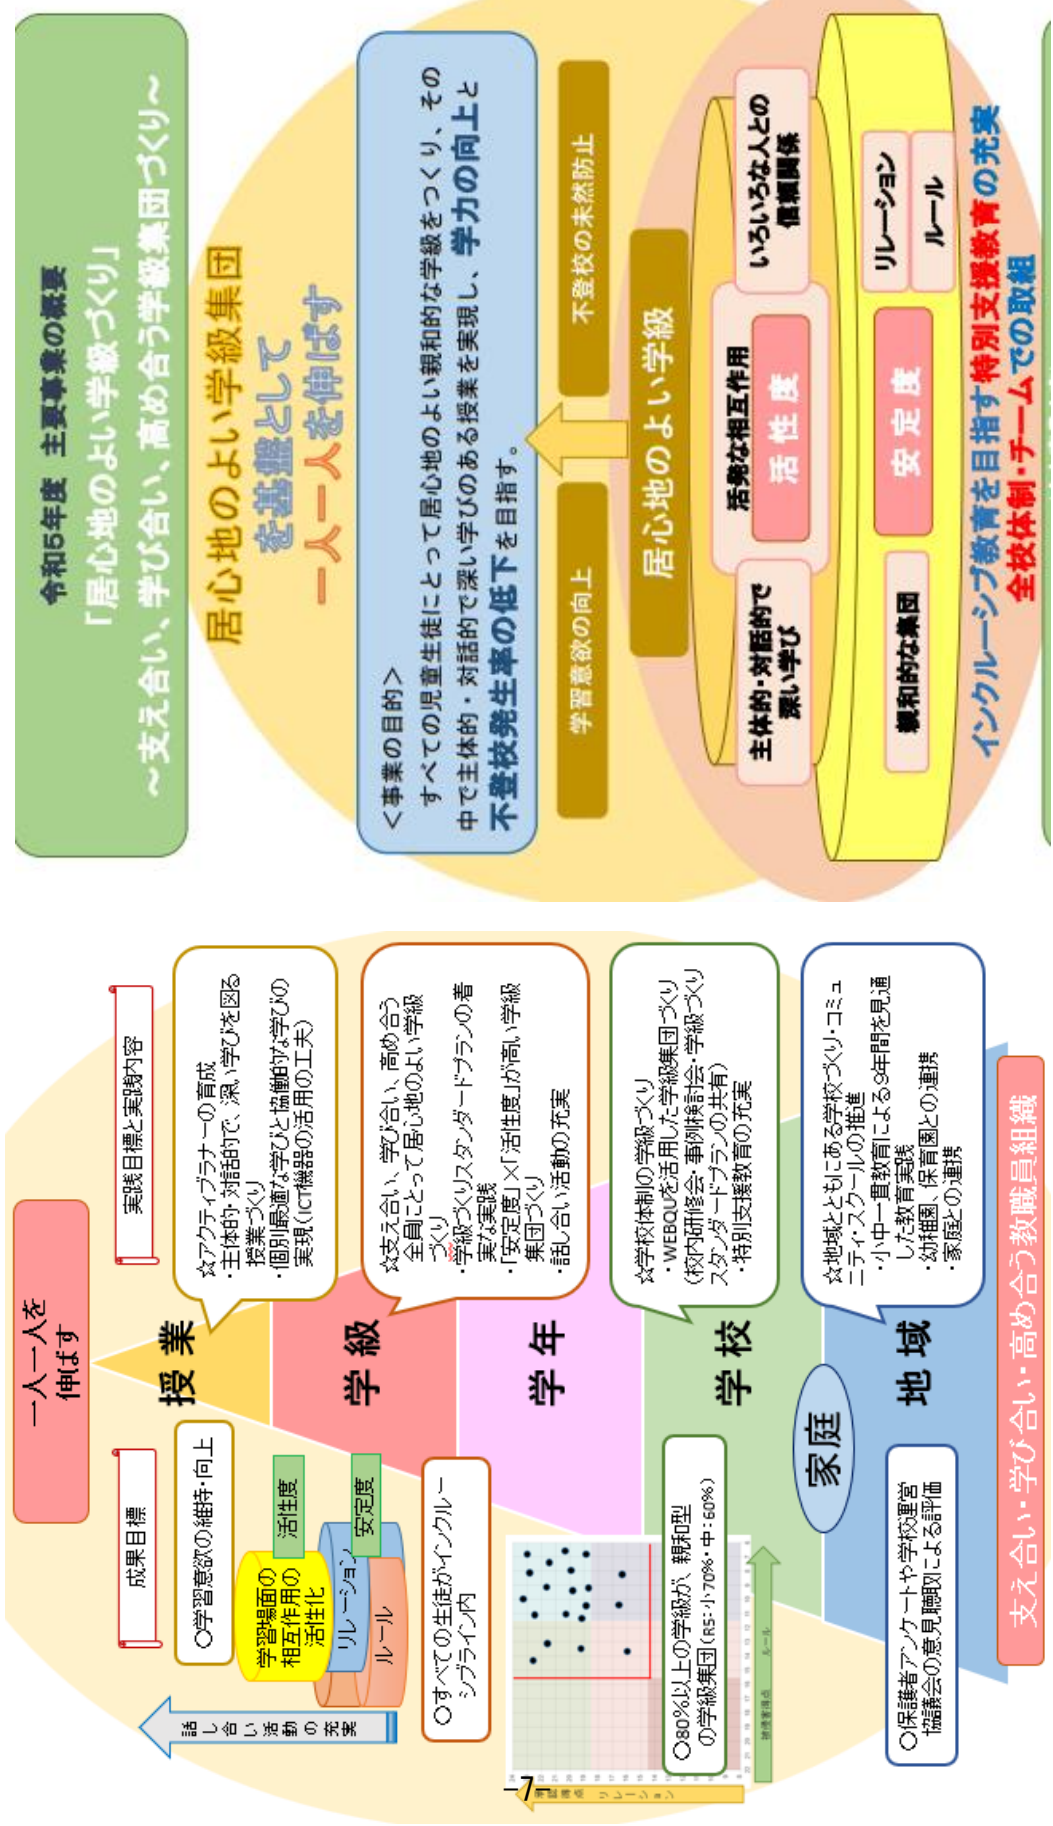 令和5年度 主要事業の概要
「居心地のよい学級づくり」
～支え合い、学び合い、高め合う学級集団づくり～
居心地のよい学級集団
を基盤として
一人一人を伸ばす
＜事業の目的＞
すべての児童生徒にとって居心地のよい親和的な学級をつくり、その
中で主体的・対話的で深い学びのある授業を実現し、学力の向上と
不登校発生率の低下を目指す。
学習意欲の向上
不登校の未然防止
居心地のよい学級
主体的・対話的で
深い学び
活発な相互作用
活性度
いろいろな人との
信頼関係
親和的な集団
安定度
リレーション
ルール
インクルーシブ教育を目指す特別支援教育の充実
全校体制・チームでの取組
一人一人を
伸ばす
成果目標
実践目標と実践内容
授業
学級
学年
学校
家庭
地域
○学習意欲の維持・向上
話し合い活動の充実
学習場面の
相互作用の
活性化
リレーション
ルール
活性度
安定度
○すべての生徒がインクルー
シブライン内
○80%以上の学級が、親和型
の学級集団(R5:小70%・中:60%)
リレーション
被侵害得点
ルール
○保護者アンケートや学校運営
協議会の意見聴取による評価
☆アクティブラナーの育成
・主体的・対話的で、深い学びを図る
授業づくり
・個別最適な学びと協働的な学びの
実現(ICT機器の活用の工夫)
☆支え合い、学び合い、高め合う
全員にとって居心地のよい学級
づくり
・学級づくりスタンダードプランの着
実な実践
・「安定度」×「活性度」が高い学級
集団づくり
・話し合い活動の充実
☆学校体制の学級づくり
・WEBQUを活用した学級集団づくり
(校内研修会・事例検討会・学級づくり
スタンダードプランの共有)
・特別支援教育の充実
☆地域とともにある学校づくり・コミュ
ニティ・スクールの推進
・小中一貫教育による9年間を見通
した教育実践
・幼稚園、保育園との連携
・家庭との連携
支え合い・学び合い・高め合う教職員組織
-7-